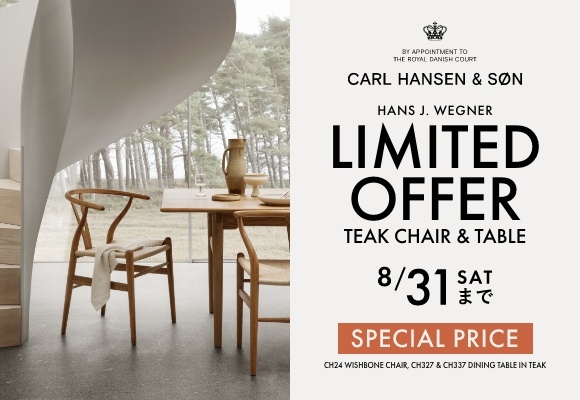 BY APPOINTMENT TO
THE ROYAL DANISH COURT
CARL HANSEN & SØN
HANS J. WEGNER
LIMITED
OFFER
TEAK CHAIR & TABLE
8/31 SAT
まで
SPECIAL PRICE
CH24 WISHBONE CHAIR, CH327 & CH337 DINING TABLE IN TEAK